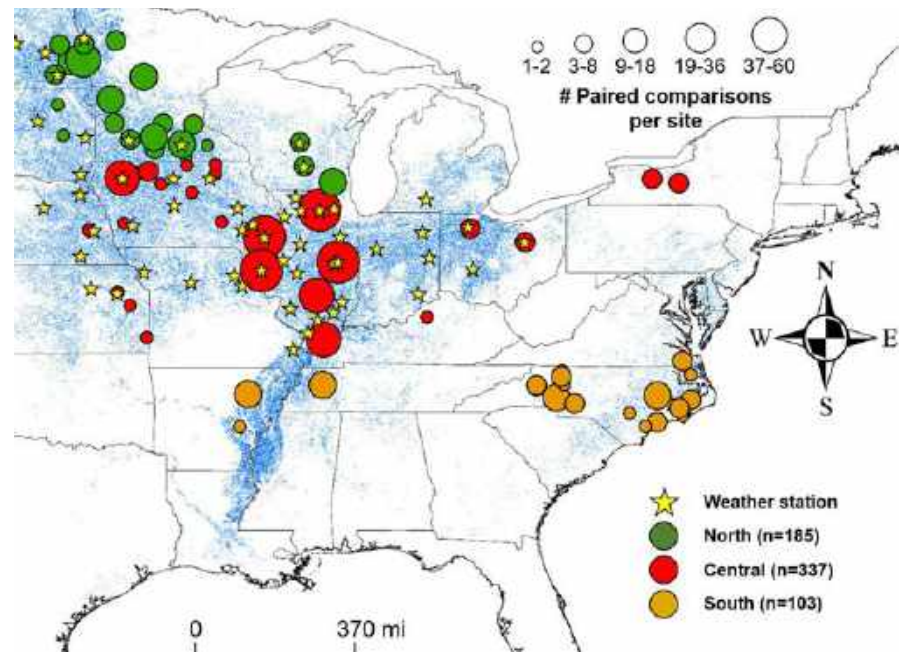 1-2 3-8 9-18 19-36 37-60
# Paired comparisons
per site
N
W E
S
Weather station
North (n=185)
Central (n=337)
South (n=103)
0 370 mi